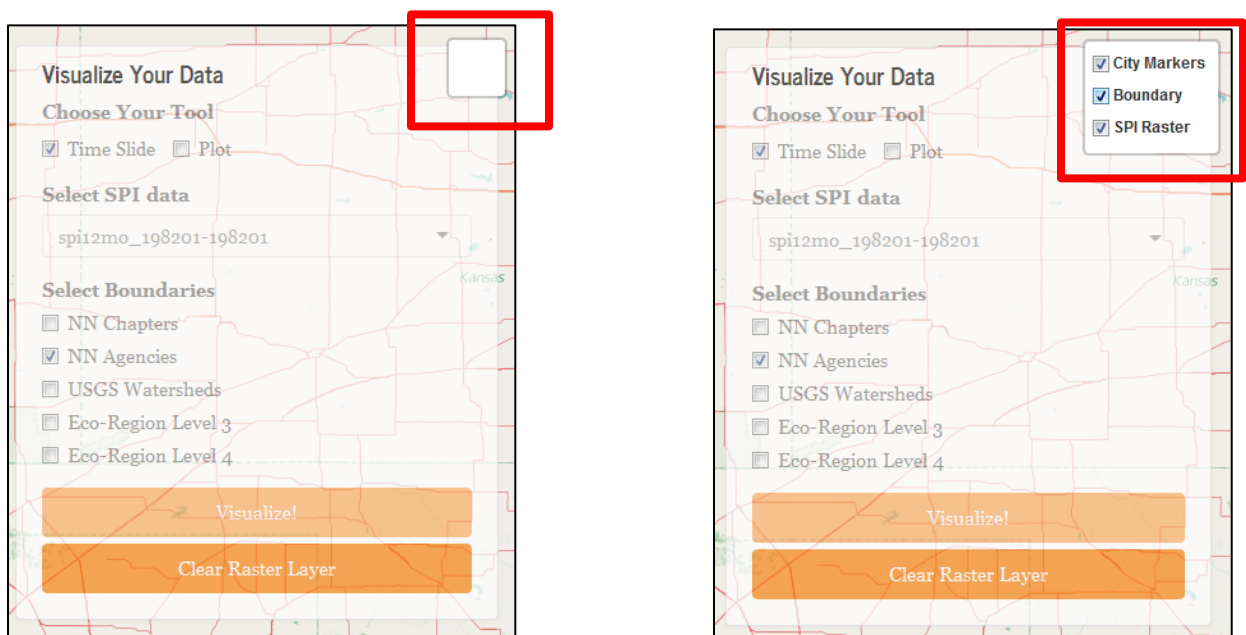 Visualize Your Data
Choose Your Tool
Time Slide Plot
Select SPI data
spi12mo_198201-198201
Kansas
Select Boundaries
NN Chapters
NN Agencies
USGS Watersheds
Eco-Region Level 3
Eco-Region Level 4
Visualize!
Clear Raster Layer
City Markers
Boundary
SPI Raster
Visualize Your Data
Choose Your Tool
Time Slide Plot
Select SPI data
spi12mo_198201-198201
Kansas
Select Boundaries
NN Chapters
NN Agencies
USGS Watersheds
Eco-Region Level 3
Eco-Region Level 4
Visualize!
Clear Raster Layer